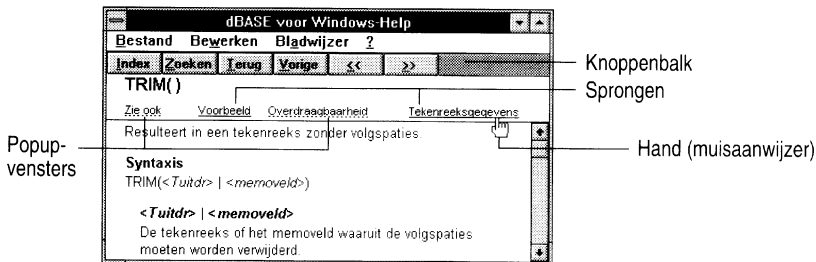 dBASE voor Windows-Help
Bestand Bewerken Bladwijzer ?
Index Zoeken Terug Vorige << >>
Knoppenbalk
TRIM( )
Sprongen
Zie ook Voorbeeld Overdraagbaarheid Tekenreeksgegevens
Resulteert in een tekenreeks zonder volgspaties.
Popup-
vensters
Hand (muisaanwijzer)
Syntaxis
TRIM(<Tuitdr> | <memoveld>)
<Tuitdr> | <memoveld>
De tekenreeks of het memoveld waaruit de volgspaties
moeten worden verwijderd.